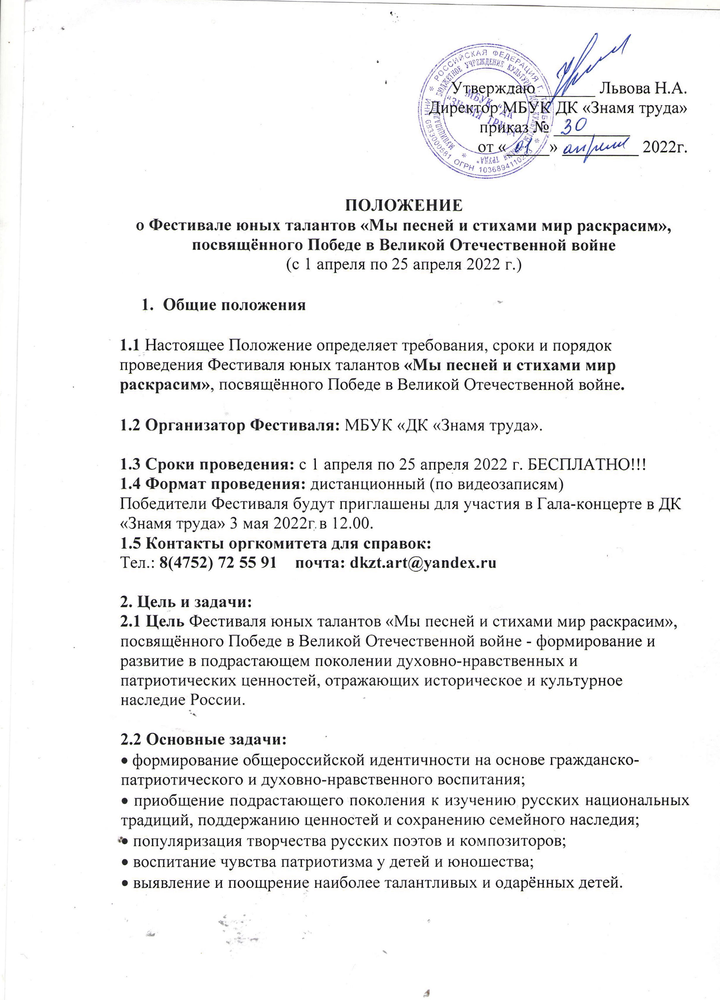 Утверждаю_______ Львова Н.А.
Директор МБУК ДК «Знамя труда»
приказ № 30
от «01» апреля 2022г.
РОССИЙСКАЯ ФЕДЕРАЦИЯ Г. ТАМБОВ
ИНН 6833000681 ОГРН 1036894110263
МУНИЦИПАЛЬНОЕ БЮДЖЕТНОЕ УЧРЕЖДЕНИЕ КУЛЬТУРЫ "ДОМ КУЛЬТУРЫ "ЗНАМЯ ТРУДА"
МБУК "ДК
"ЗНАМЯ ТРУДА"
ПОЛОЖЕНИЕ
о Фестивале юных талантов «Мы песней и стихами мир раскрасим»,
посвящённого Победе в Великой Отечественной войне
(с 1 апреля по 25 апреля 2022 г.)
1. Общие положения
1.1 Настоящее Положение определяет требования, сроки и порядок
проведения Фестиваля юных талантов «Мы песней и стихами мир
раскрасим», посвящённого Победе в Великой Отечественной войне.
1.2 Организатор Фестиваля: МБУК «ДК «Знамя труда».
1.3 Сроки проведения: с 1 апреля по 25 апреля 2022 г. БЕСПЛАТНО!!!
1.4 Формат проведения: дистанционный (по видеозаписям)
Победители Фестиваля будут приглашены для участия в Гала-концерте в ДК
«Знамя труда» 3 мая 2022г. в 12.00.
1.5 Контакты оргкомитета для справок:
Тел.: 8(4752) 72 55 91 почта: dkzt.art@yandex.ru
2. Цель и задачи:
2.1 Цель Фестиваля юных талантов «Мы песней и стихами мир раскрасим»,
посвящённого Победе в Великой Отечественной войне - формирование и
развитие в подрастающем поколении духовно-нравственных и
патриотических ценностей, отражающих историческое и культурное
наследие России.
2.2 Основные задачи:
• формирование общероссийской идентичности на основе гражданско-
патриотического и духовно-нравственного воспитания;
• приобщение подрастающего поколения к изучению русских национальных
традиций, поддержанию ценностей и сохранению семейного наследия;
• популяризация творчества русских поэтов и композиторов;
• воспитание чувства патриотизма у детей и юношества;
• выявление и поощрение наиболее талантливых и одарённых детей.